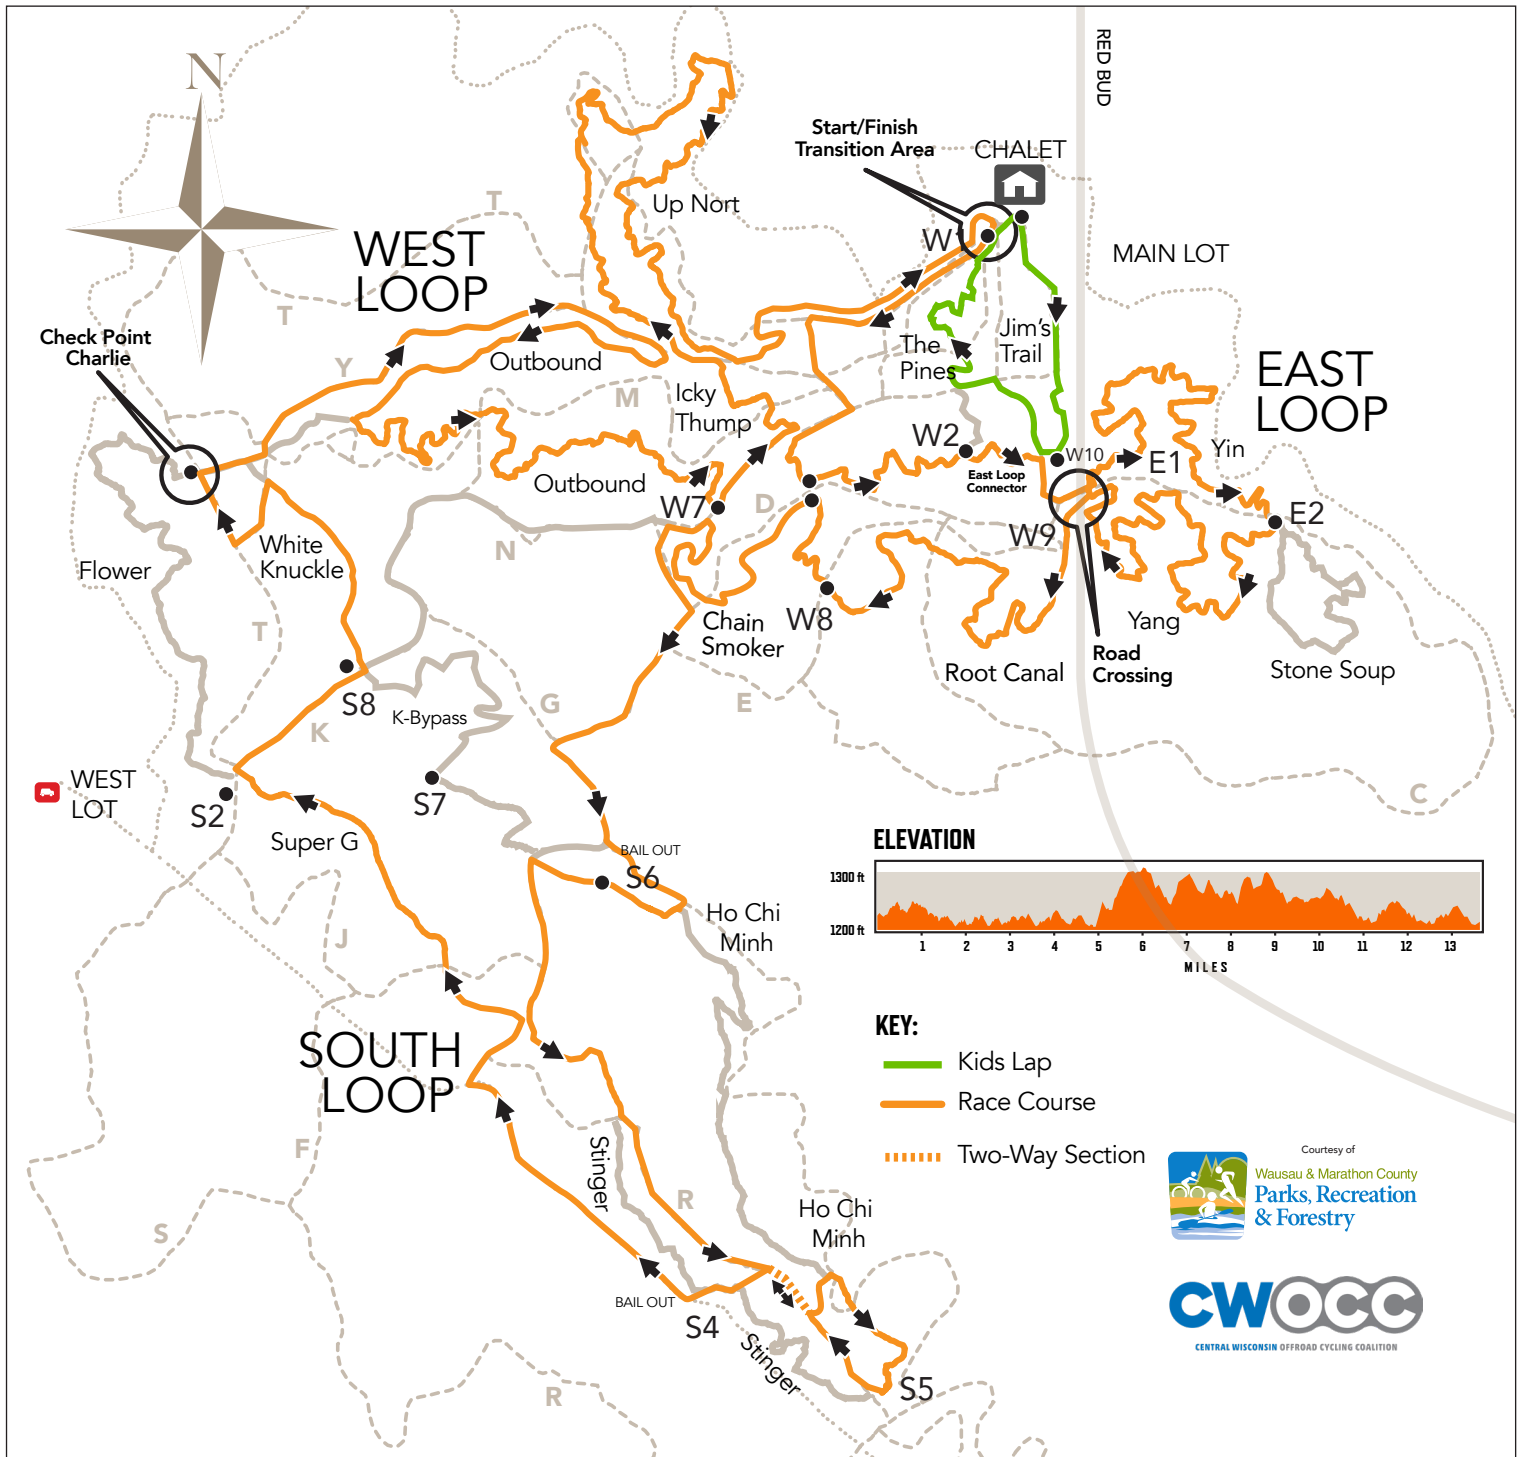 N
RED BUD
Start/Finish
Transition Area
CHALET
T
Up Nort
W1
WEST
LOOP
MAIN LOT
T
Check Point
Charlie
Y
Outbound
The
Pines
Jim's
Trail
EAST
LOOP
M
Icky
Thump
W2
W10
E1
Yin
East Loop
Connector
Outbound
W7
D
W9
E2
N
White
Knuckle
Flower
T
Chain
Smoker
W8
Yang
Road
Crossing
Root Canal
Stone Soup
S8
K
K-Bypass
G
E
WEST
LOT
S2
S7
C
Super G
BAIL OUT
S6
ELEVATION
1300 ft
1200 ft
1 2 3 4 5 6 7 8 9 10 11 12 13
MILES
Ho Chi
Minh
J
SOUTH
LOOP
KEY:
Kids Lap
Race Course
Two-Way Section
F
Stinger
R
S
Ho Chi
Minh
BAIL OUT
S4
Stinger
S5
R
Courtesy of
Wausau & Marathon County
Parks, Recreation
& Forestry
CWOCC
CENTRAL WISCONSIN OFFROAD CYCLING COALITION